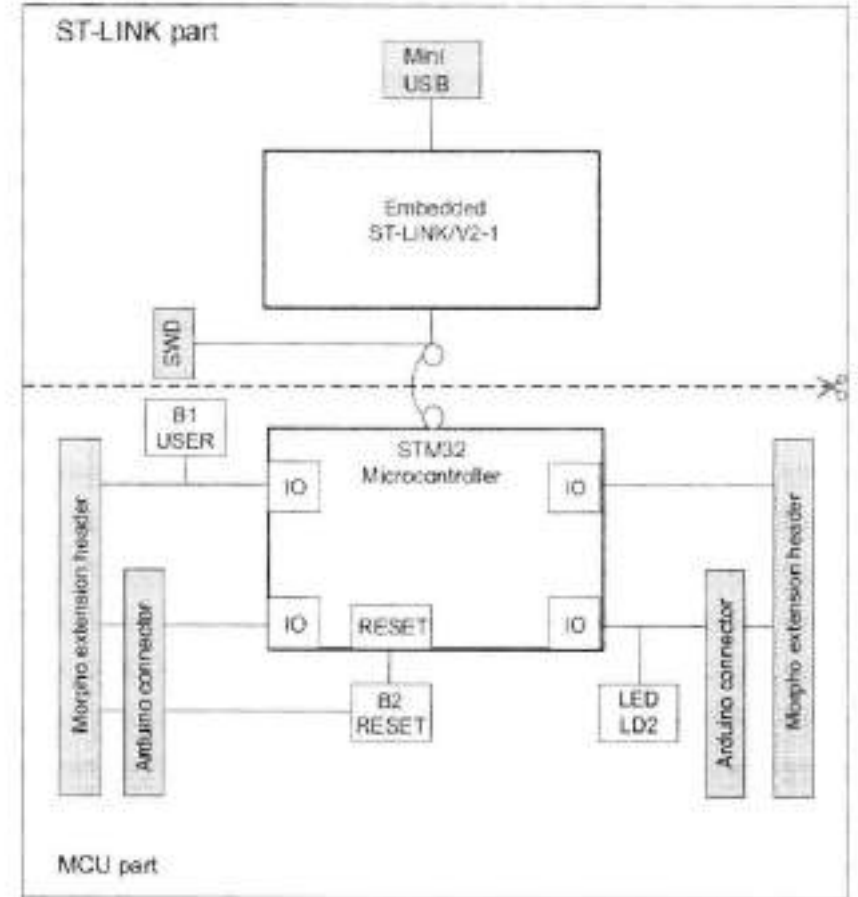 ST-LINK part
Mini
USB
Embedded
ST-LINK/V2-1
SWD
B1
USER
STM32
Microcontroller
IO
IO
Morpho extension header
Arduino connector
IO
RESET
IO
B2
RESET
LED
LD2
Arduino connector
Morpho extension header
MCU part